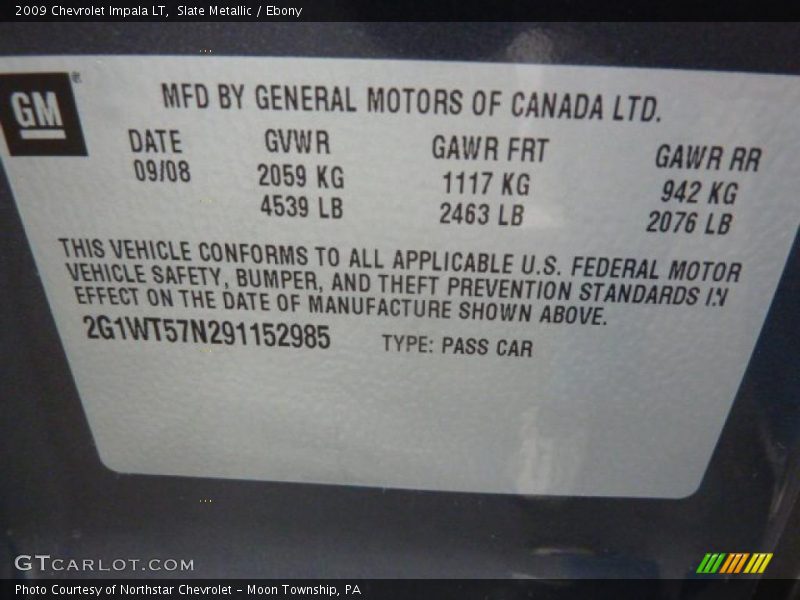 2009 Chevrolet Impala LT, Slate Metallic / Ebony
GM
MFD BY GENERAL MOTORS OF CANADA LTD.
DATE GVWR GAWR FRT GAWR RR
09/08 2059 KG 1117 KG 942 KG
4539 LB 2463 LB 2076 LB
THIS VEHICLE CONFORMS TO ALL APPLICABLE U.S. FEDERAL MOTOR
VEHICLE SAFETY, BUMPER, AND THEFT PREVENTION STANDARDS IN
EFFECT ON THE DATE OF MANUFACTURE SHOWN ABOVE.
2G1WT57N291152985 TYPE: PASS CAR
GTCARLOT.COM
Photo Courtesy of Northstar Chevrolet - Moon Township, PA